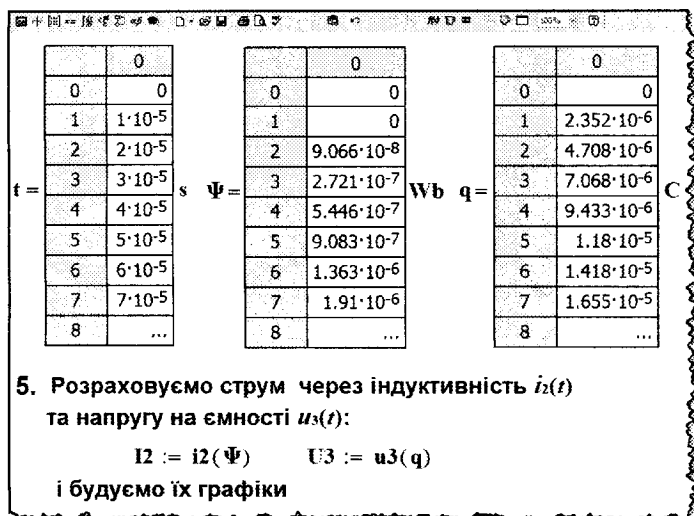 0 0 0
0 0 0 0 0 0
1 1·10⁻⁵ 1 0 1 2.352·10⁻⁶
2 2·10⁻⁵ 2 9.066·10⁻⁸ 2 4.708·10⁻⁶
t = 3 3·10⁻⁵ s Ψ = 3 2.721·10⁻⁷ Wb q = 3 7.068·10⁻⁶ C
4 4·10⁻⁵ 4 5.446·10⁻⁷ 4 9.433·10⁻⁶
5 5·10⁻⁵ 5 9.083·10⁻⁷ 5 1.18·10⁻⁵
6 6·10⁻⁵ 6 1.363·10⁻⁶ 6 1.418·10⁻⁵
7 7·10⁻⁵ 7 1.91·10⁻⁶ 7 1.655·10⁻⁵
8 ... 8 ... 8 ...
5. Розраховуємо струм через індуктивність i₂(t)
та напругу на ємності u₃(t):
I2 := i2(Ψ) U3 := u3(q)
і будуємо їх графіки